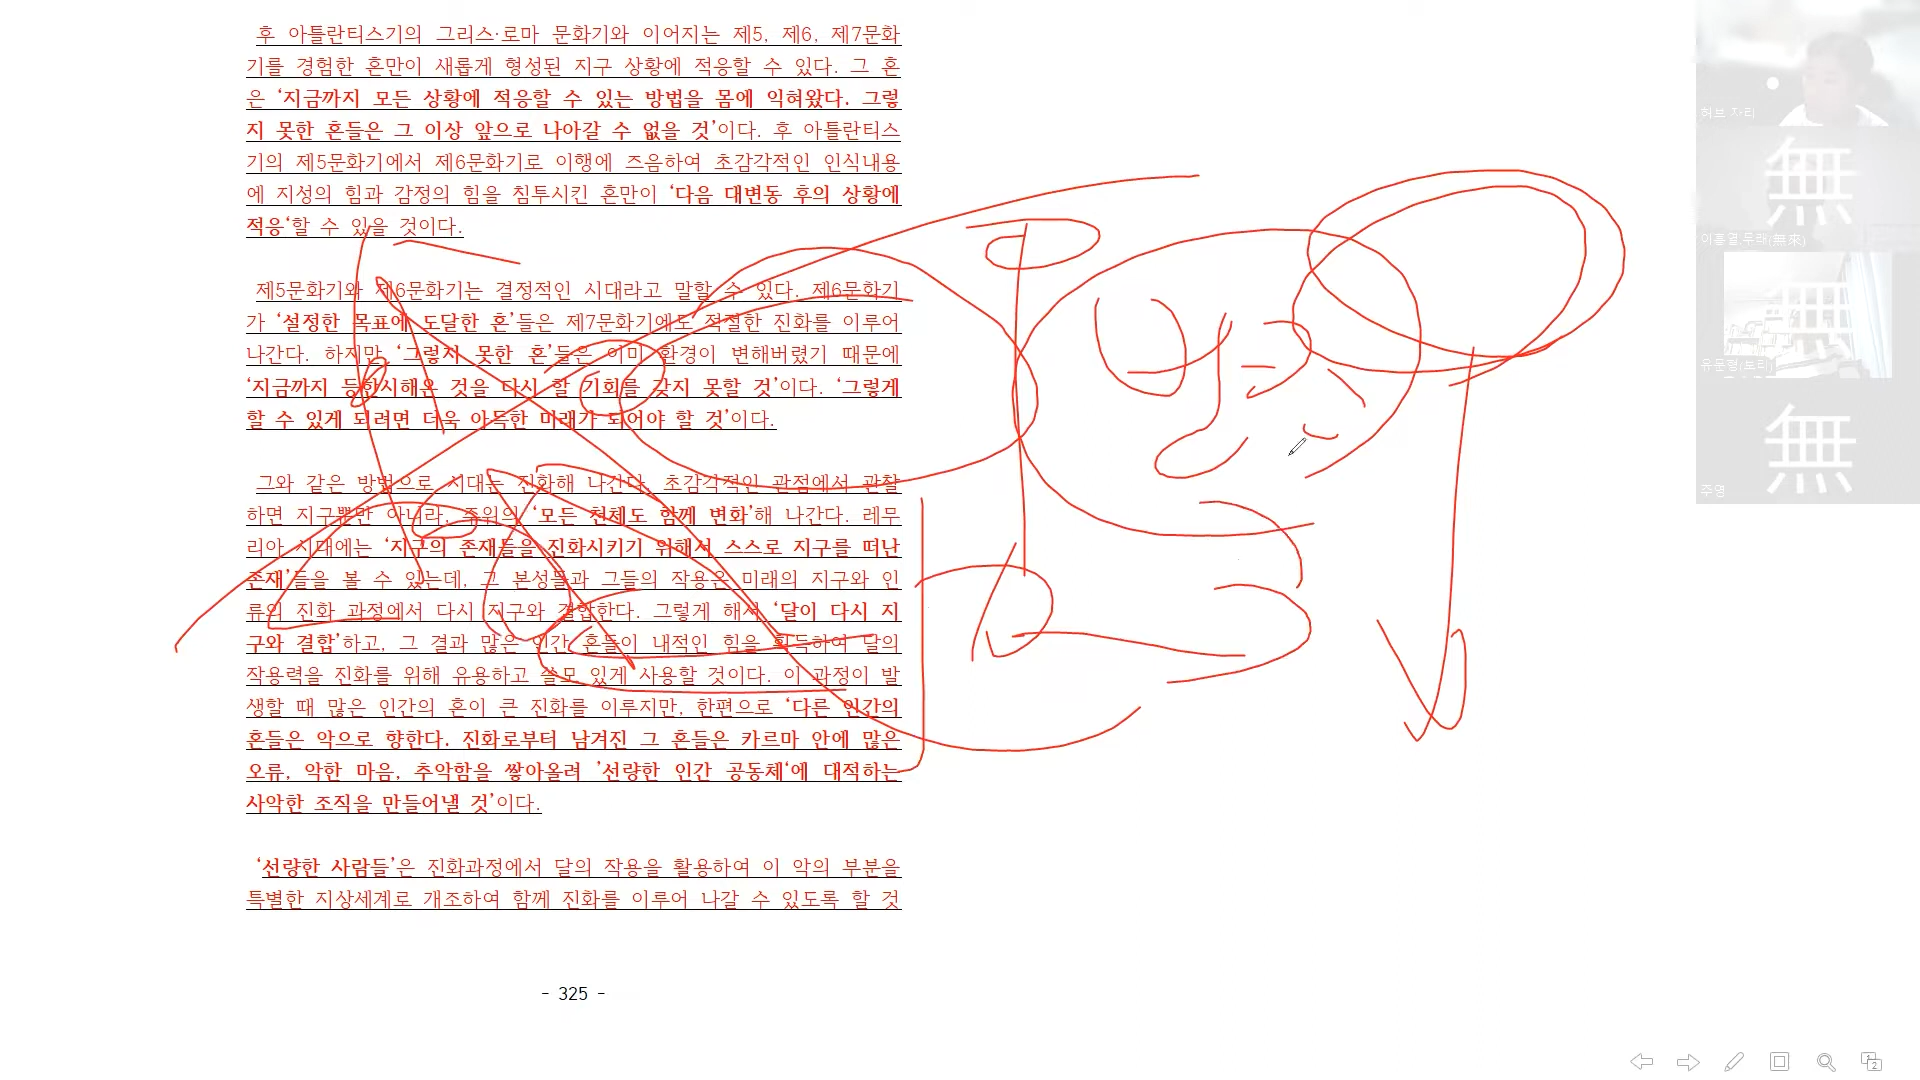 후 아틀란티스기의 그리스·로마 문화기와 이어지는 제5, 제6, 제7문화
기를 경험한 혼만이 새롭게 형성된 지구 상황에 적응할 수 있다. 그 혼
은 ‘지금까지 모든 상황에 적응할 수 있는 방법을 몸에 익혀왔다. 그렇
지 못한 혼들은 그 이상 앞으로 나아갈 수 없을 것’이다. 후 아틀란티스
기의 제5문화기에서 제6문화기로 이행에 즈음하여 초감각적인 인식내용
에 지성의 힘과 감정의 힘을 침투시킨 혼만이 ‘다음 대변동 후의 상황에
적응‘할 수 있을 것이다.
제5문화기와 제6문화기는 결정적인 시대라고 말할 수 있다. 제6문화기
가 ‘설정한 목표에 도달한 혼’들은 제7문화기에도 적절한 진화를 이루어
나간다. 하지만 ‘그렇지 못한 혼’들은 이미 환경이 변해버렸기 때문에
‘지금까지 등한시해온 것을 다시 할 기회를 갖지 못할 것’이다. ‘그렇게
할 수 있게 되려면 더욱 아득한 미래가 되어야 할 것’이다.
그와 같은 방법으로 시대는 진화해 나간다. 초감각적인 관점에서 관찰
하면 지구뿐만 아니라, 주위의 ‘모든 천체도 함께 변화’해 나간다. 레무
리아 시대에는 ‘지구의 존재들을 진화시키기 위해서 스스로 지구를 떠난
존재’들을 볼 수 있는데, 그 본성들과 그들의 작용은 미래의 지구와 인
류의 진화 과정에서 다시 지구와 결합한다. 그렇게 해서 ‘달이 다시 지
구와 결합’하고, 그 결과 많은 인간 혼들이 내적인 힘을 획득하여 달의
작용력을 진화를 위해 유용하고 쓸모 있게 사용할 것이다. 이 과정이 발
생할 때 많은 인간의 혼이 큰 진화를 이루지만, 한편으로 ‘다른 인간의
혼들은 악으로 향한다. 진화로부터 남겨진 그 혼들은 카르마 안에 많은
오류, 악한 마음, 추악함을 쌓아올려 ’선량한 인간 공동체‘에 대적하는
사악한 조직을 만들어낼 것’이다.
‘선량한 사람들’은 진화과정에서 달의 작용을 활용하여 이 악의 부분을
특별한 지상세계로 개조하여 함께 진화를 이루어 나갈 수 있도록 할 것
- 325 -
허브 자리
無
이홍열.무래(無來)
無
유문형(보리)
無
주영